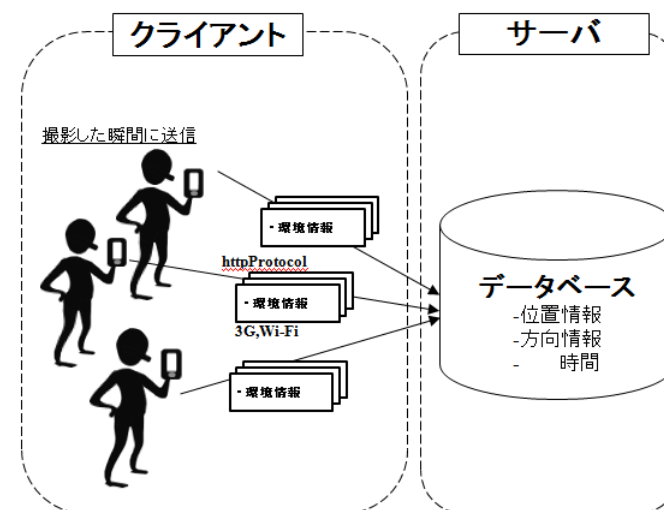 クライアント
サーバ
撮影した瞬間に送信
- 環境情報
httpProtocol
- 環境情報
3G,Wi-Fi
- 環境情報
データベース
-位置情報
-方向情報
- 時間